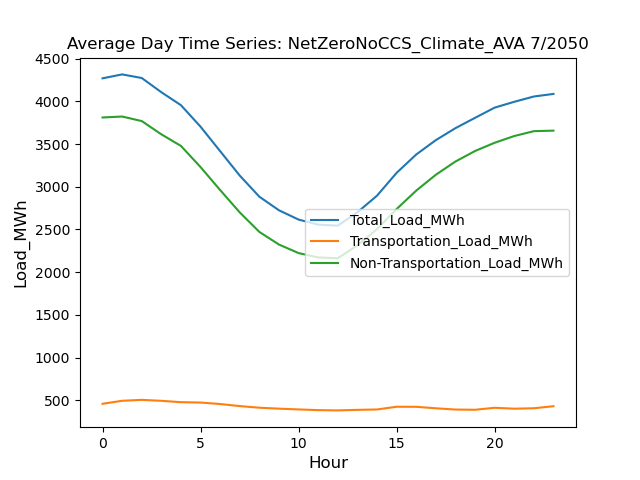 Average Day Time Series: NetZeroNoCCS_Climate_AVA 7/2050
4500
4000
3500
3000
2500
2000
1500
1000
500
Load_MWh
Total_Load_MWh
Transportation_Load_MWh
Non-Transportation_Load_MWh
0 5 10 15 20
Hour